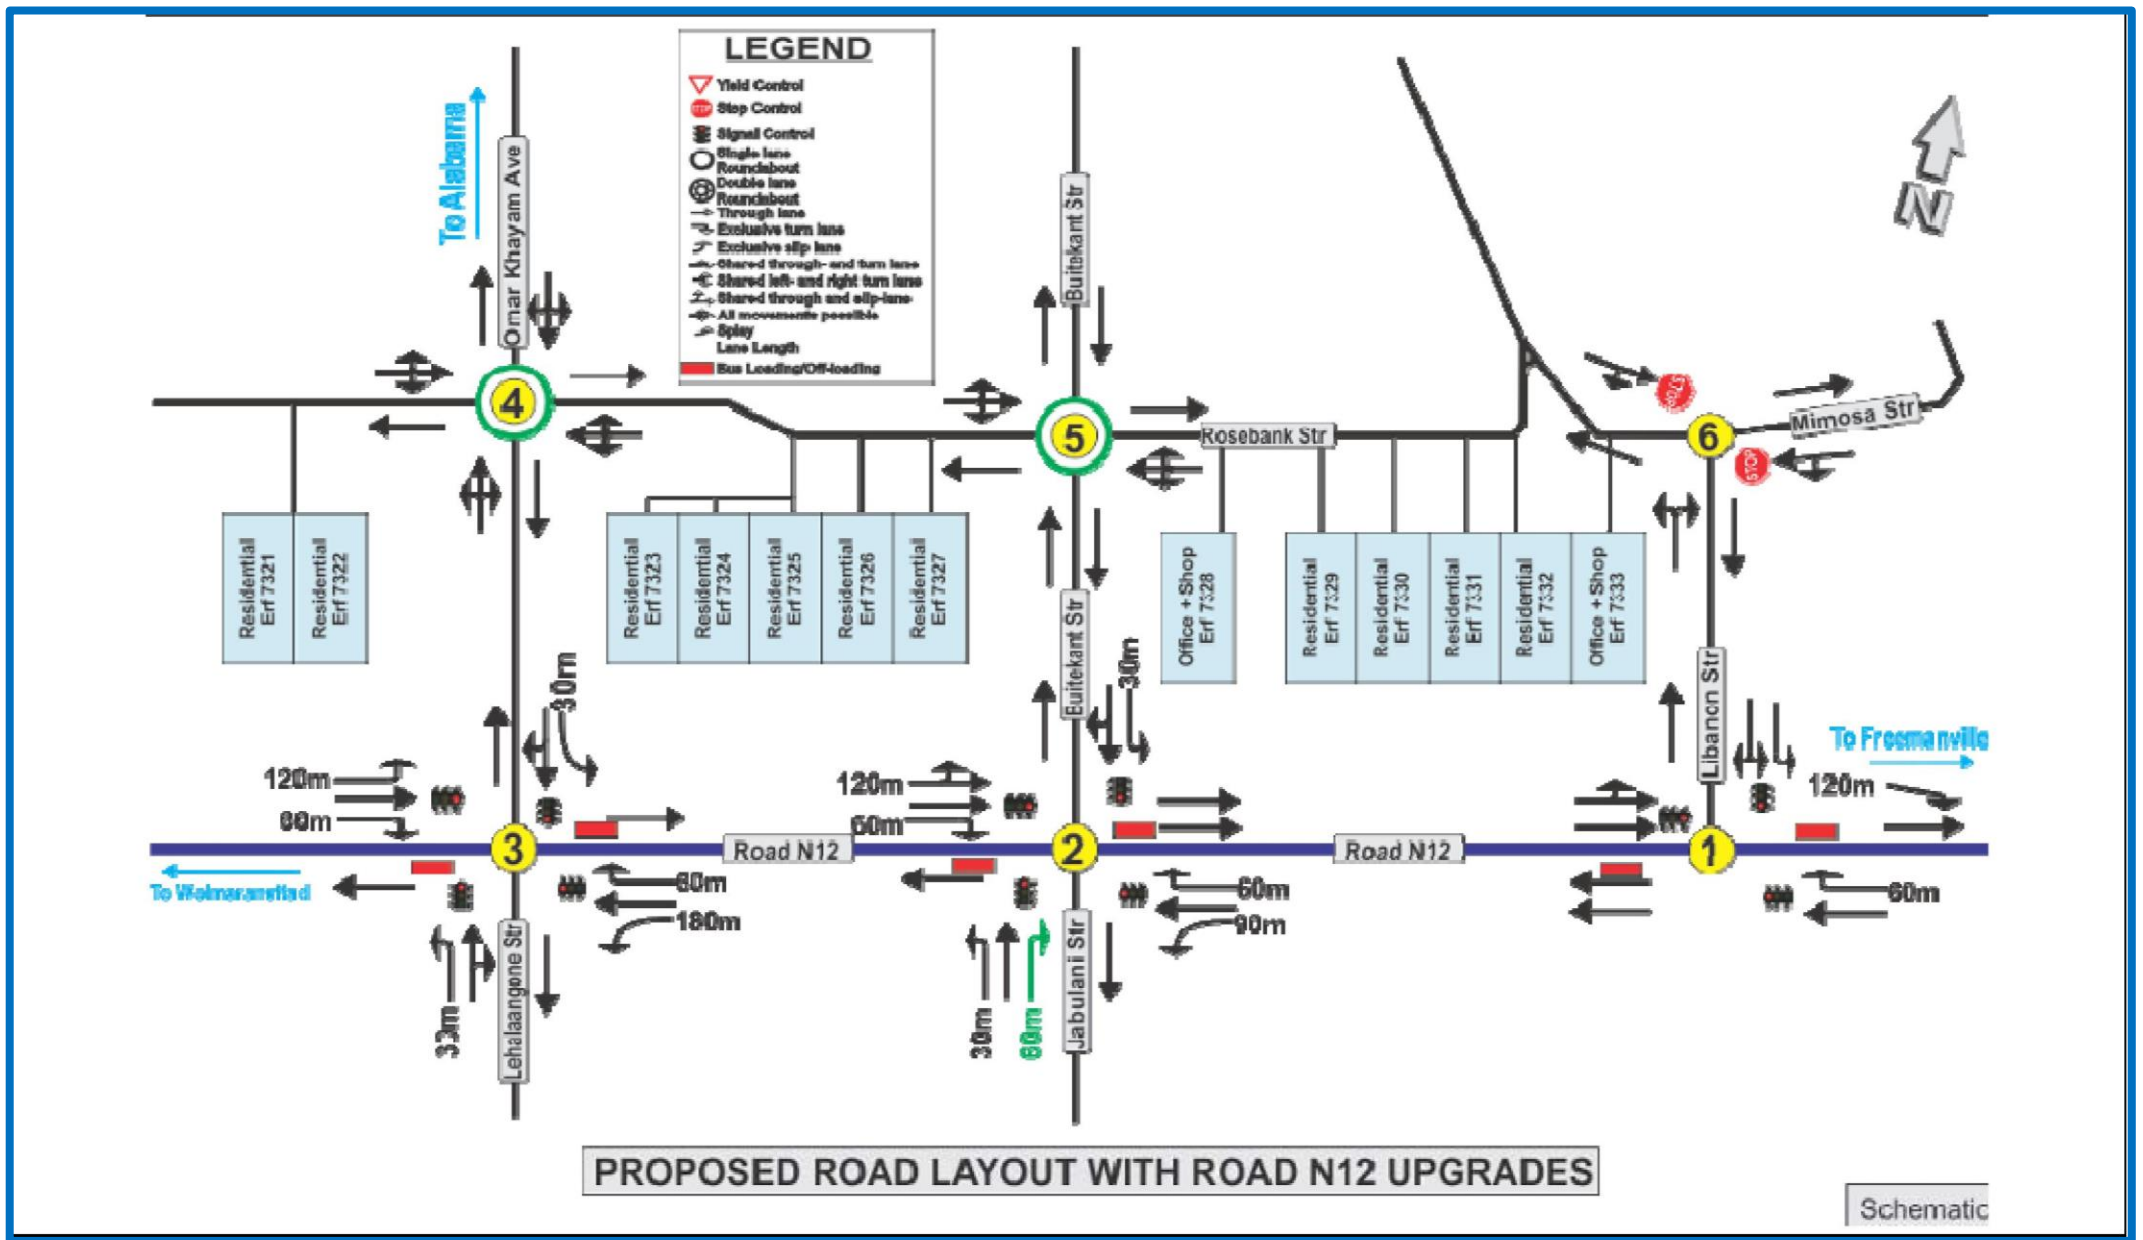 LEGEND
Yield Control
Stop Control
Signal Control
Single lane
Roundabout
Double lane
Roundabout
Through lane
Exclusive turn lane
Exclusive slip lane
Shared through- and turn lane
Shared left- and right turn lane
Shared through and slip-lane
All movements possible
Splay
Lane Length
Bus Loading/Off-loading
To Alabama
Omar Khayam Ave
Buitekant Str
N
4
5
Rosebank Str
6
STOP
STOP
Mimosa Str
Residential
Erf 7321
Residential
Erf 7322
Residential
Erf 7323
Residential
Erf 7324
Residential
Erf 7325
Residential
Erf 7326
Residential
Erf 7327
Office + Shop
Erf 7328
Residential
Erf 7329
Residential
Erf 7330
Residential
Erf 7331
Residential
Erf 7332
Office + Shop
Erf 7333
Buitekant Str
Libanon Str
30m
30m
To Freemanville
120m
120m
120m
60m
3
Road N12
2
Road N12
1
60m
180m
60m
90m
60m
Lehalaangone Str
Jabulani Str
30m
60m
PROPOSED ROAD LAYOUT WITH ROAD N12 UPGRADES
Schematic